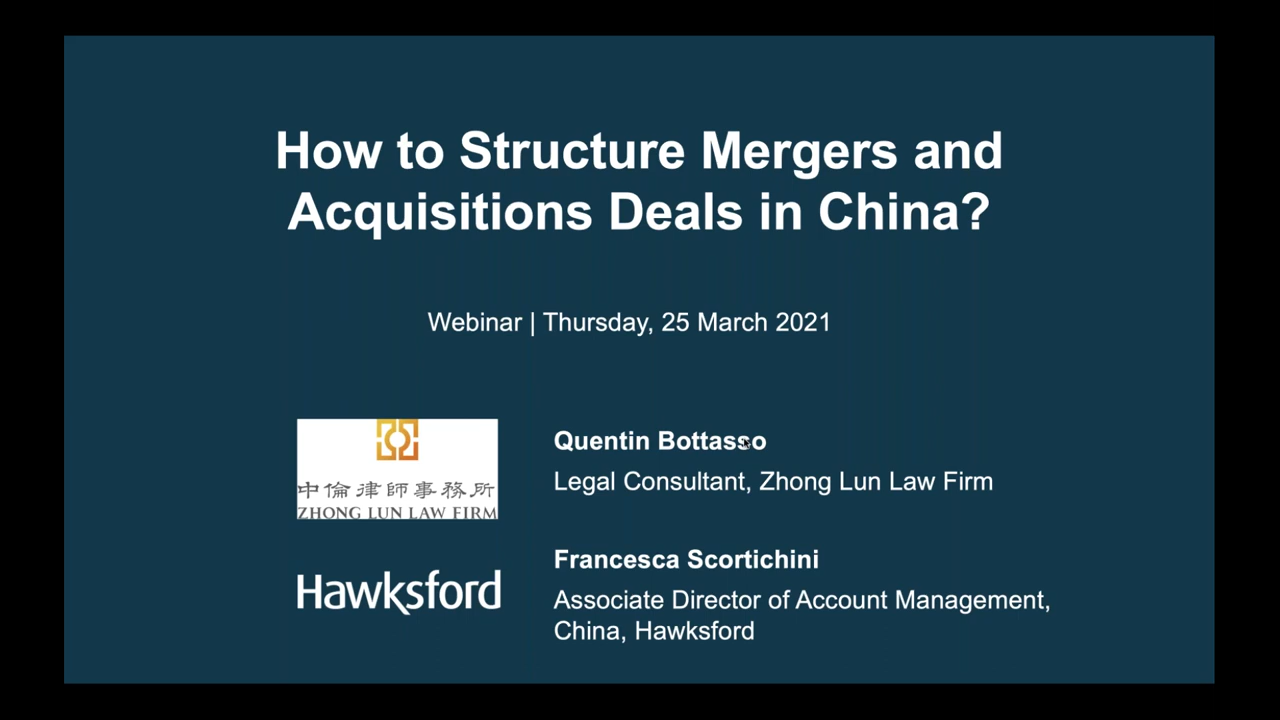 How to Structure Mergers and
Acquisitions Deals in China?
Webinar | Thursday, 25 March 2021
中倫律師事務所
ZHONG LUN LAW FIRM
Quentin Bottasso
Legal Consultant, Zhong Lun Law Firm
Hawksford
Francesca Scortichini
Associate Director of Account Management,
China, Hawksford